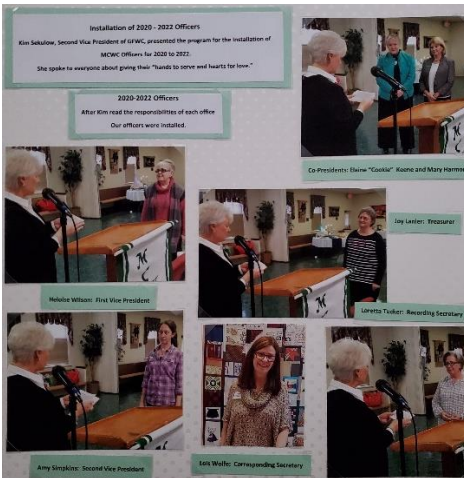 Installation of 2020 - 2022 Officers
Kim Sekulow, Second Vice President of GFWC, presented the program for the installation of
MCWC Officers for 2020 to 2022.
She spoke to everyone about giving their "hands to serve and hearts for love."
2020-2022 Officers
After Kim read the responsibilities of each office
Our officers were installed.
Co-Presidents: Elaine "Cookie" Keene and Mary Harmon
Joy Lanier: Treasurer
Heloise Wilson: First Vice President
Loretta Tucker: Recording Secretary
Amy Simpkins: Second Vice President
Lois Wolfe: Corresponding Secretary